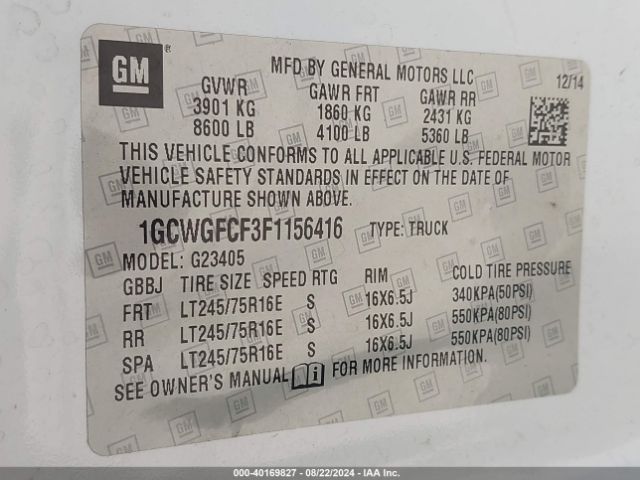 GM
®
MFD BY GENERAL MOTORS LLC
12/14
GVWR GAWR FRT GAWR RR
3901 KG 1860 KG 2431 KG
8600 LB 4100 LB 5360 LB
THIS VEHICLE CONFORMS TO ALL APPLICABLE U.S. FEDERAL MOTOR
VEHICLE SAFETY STANDARDS IN EFFECT ON THE DATE OF
MANUFACTURE SHOWN ABOVE.
1GCWGFCF3F1156416 TYPE: TRUCK
MODEL: G23405
GBBJ TIRE SIZE SPEED RTG RIM COLD TIRE PRESSURE
FRT LT245/75R16E S 16X6.5J 340KPA(50PSI)
RR LT245/75R16E S 16X6.5J 550KPA(80PSI)
SPA LT245/75R16E S 16X6.5J 550KPA(80PSI)
SEE OWNER'S MANUAL i FOR MORE INFORMATION.
000-40169827 - 08/22/2024 - IAA Inc.